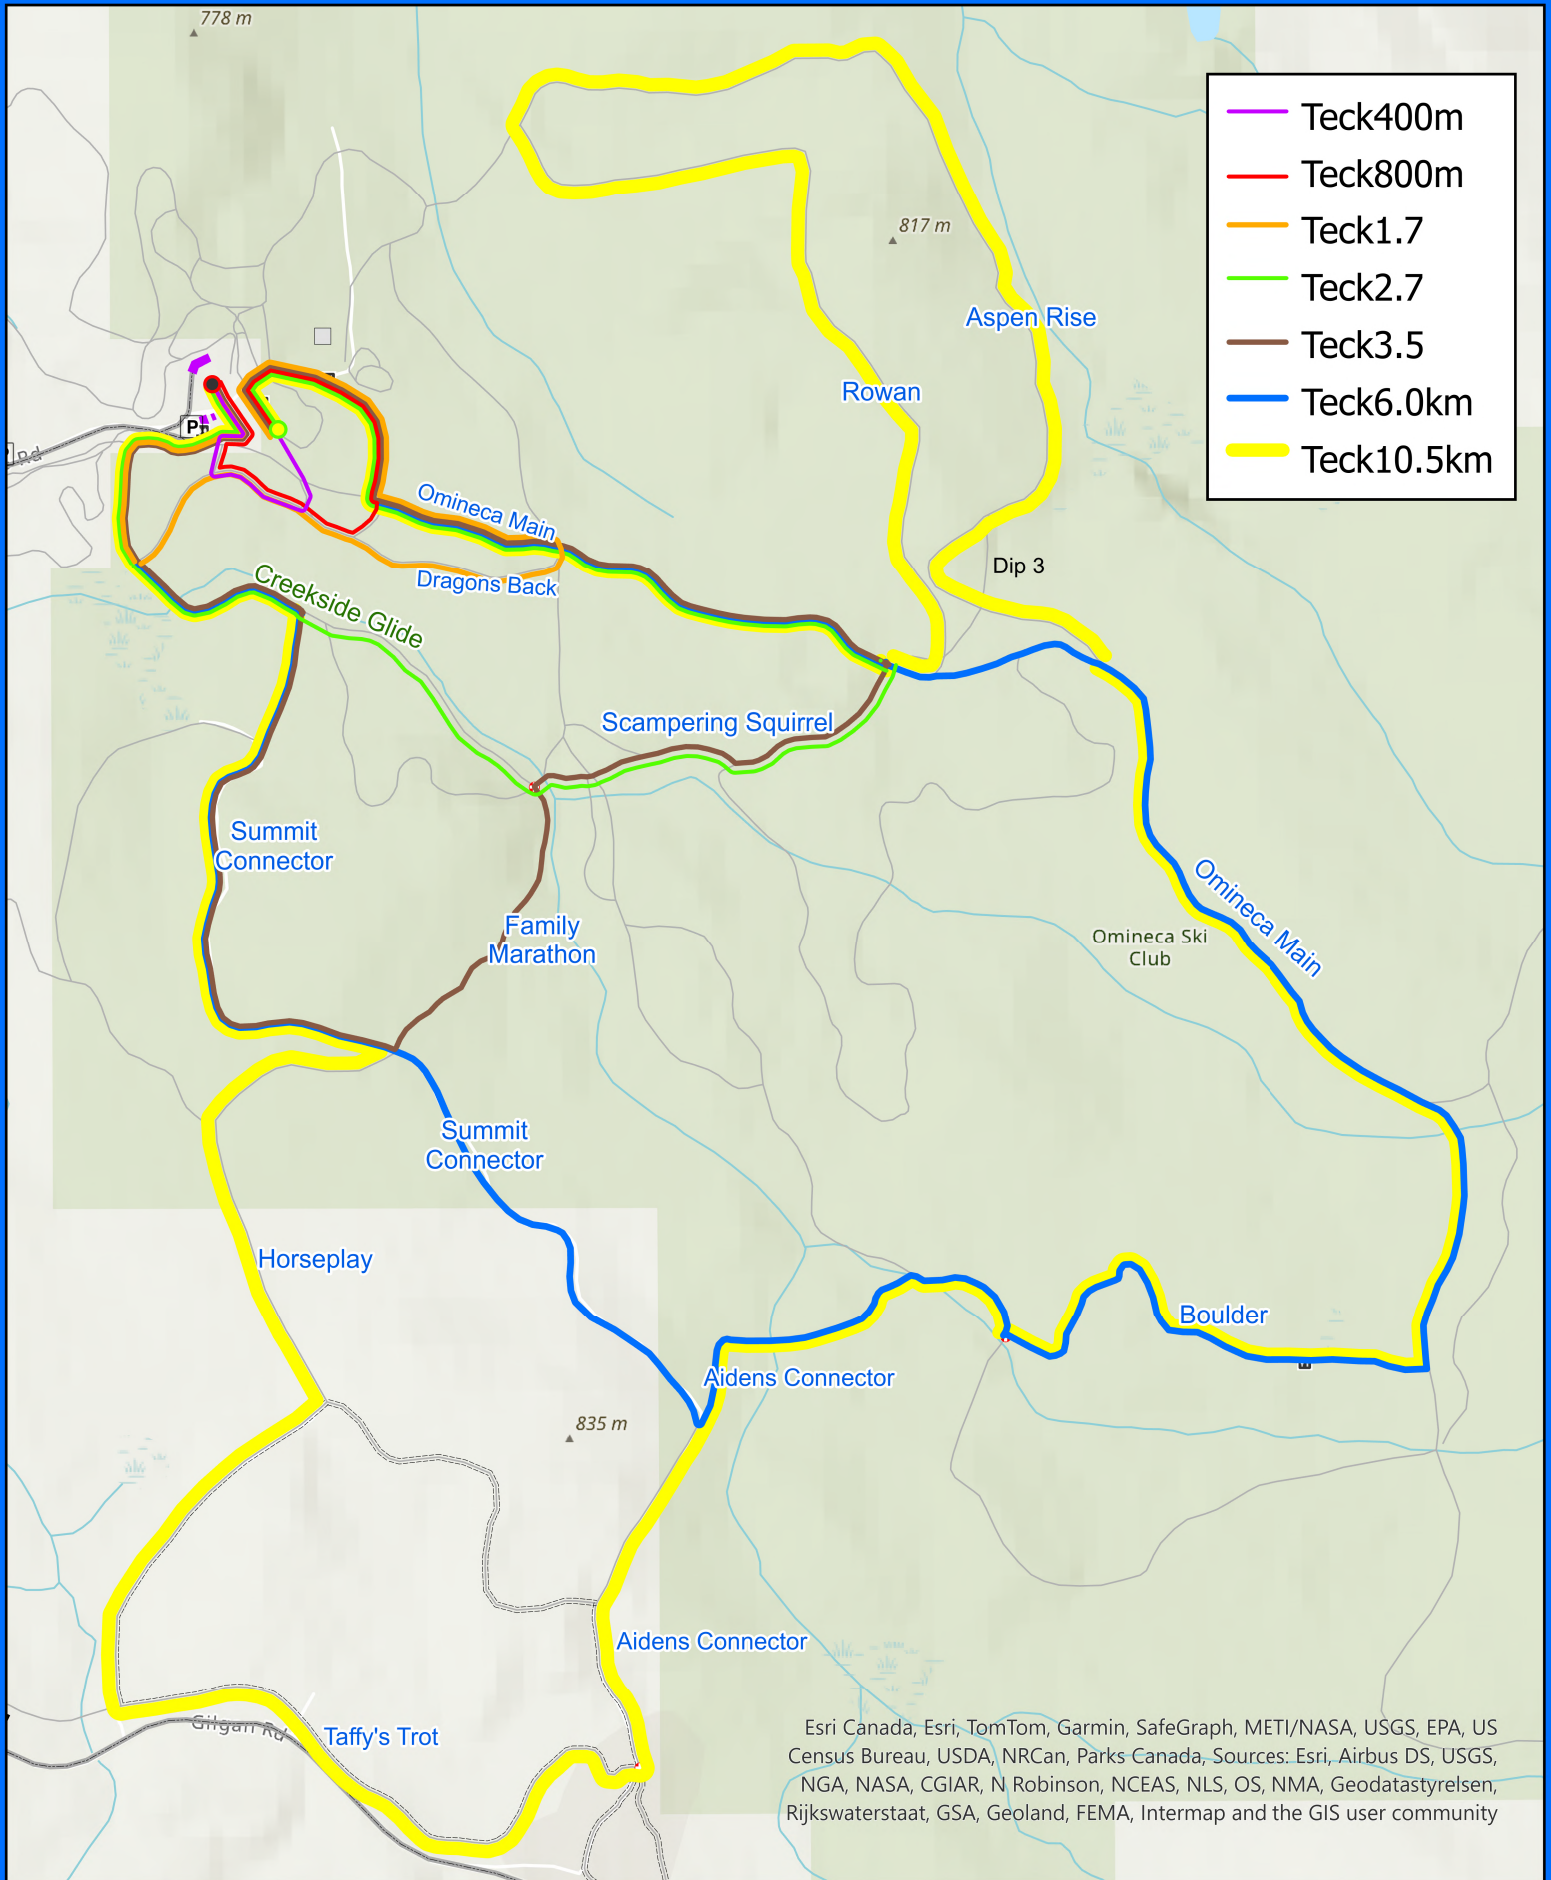 778 m
Teck400m
Teck800m
Teck1.7
Teck2.7
Teck3.5
Teck6.0km
Teck10.5km
817 m
Aspen Rise
Rowan
P
Rd
Omineca Main
Dip 3
Dragons Back
Creekside Glide
Scampering Squirrel
Summit
Connector
Family
Marathon
Omineca Main
Omineca Ski
Club
Summit
Connector
Horseplay
Boulder
Aidens Connector
835 m
Aidens Connector
Gilgan Rd
Taffy's Trot
Esri Canada, Esri, TomTom, Garmin, SafeGraph, METI/NASA, USGS, EPA, US
Census Bureau, USDA, NRCan, Parks Canada, Sources: Esri, Airbus DS, USGS,
NGA, NASA, CGIAR, N Robinson, NCEAS, NLS, OS, NMA, Geodatastyrelsen,
Rijkswaterstaat, GSA, Geoland, FEMA, Intermap and the GIS user community